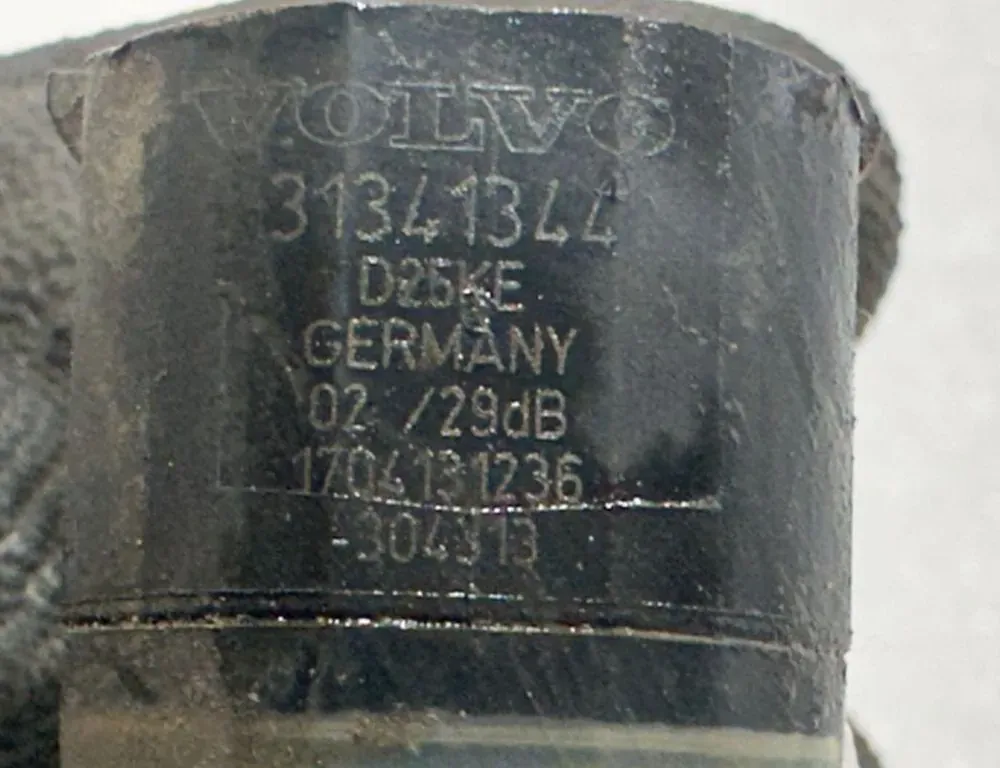 VOLVO
31341344
D25KE
GERMANY
02 /29dB
1704131236
-304313